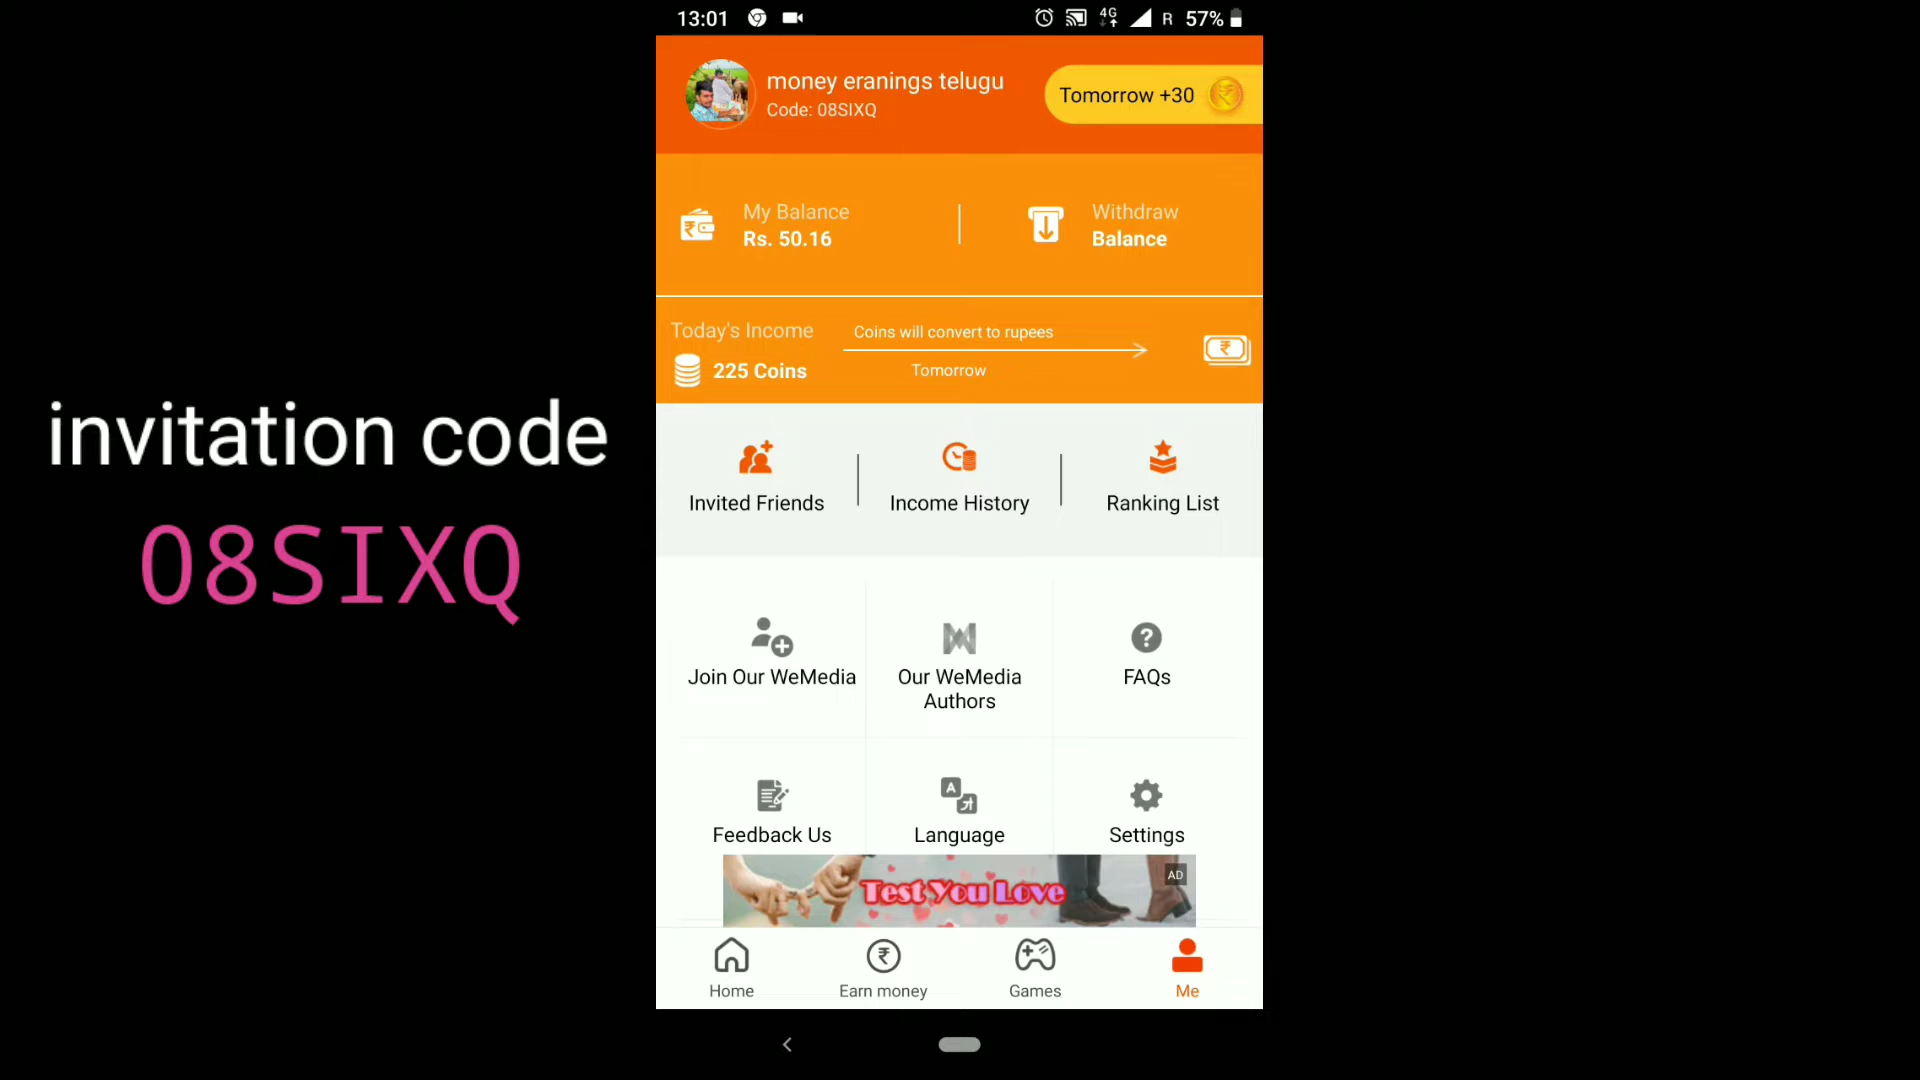 13:01
4G
R 57%
money eranings telugu
Code: 08SIXQ
Tomorrow +30
My Balance
Rs. 50.16
Withdraw
Balance
Today's Income
225 Coins
Coins will convert to rupees
Tomorrow
invitation code
08SIXQ
Invited Friends
Income History
Ranking List
Join Our WeMedia
Our WeMedia
Authors
FAQs
Feedback Us
Language
Settings
Test You Love
AD
Home
Earn money
Games
Me